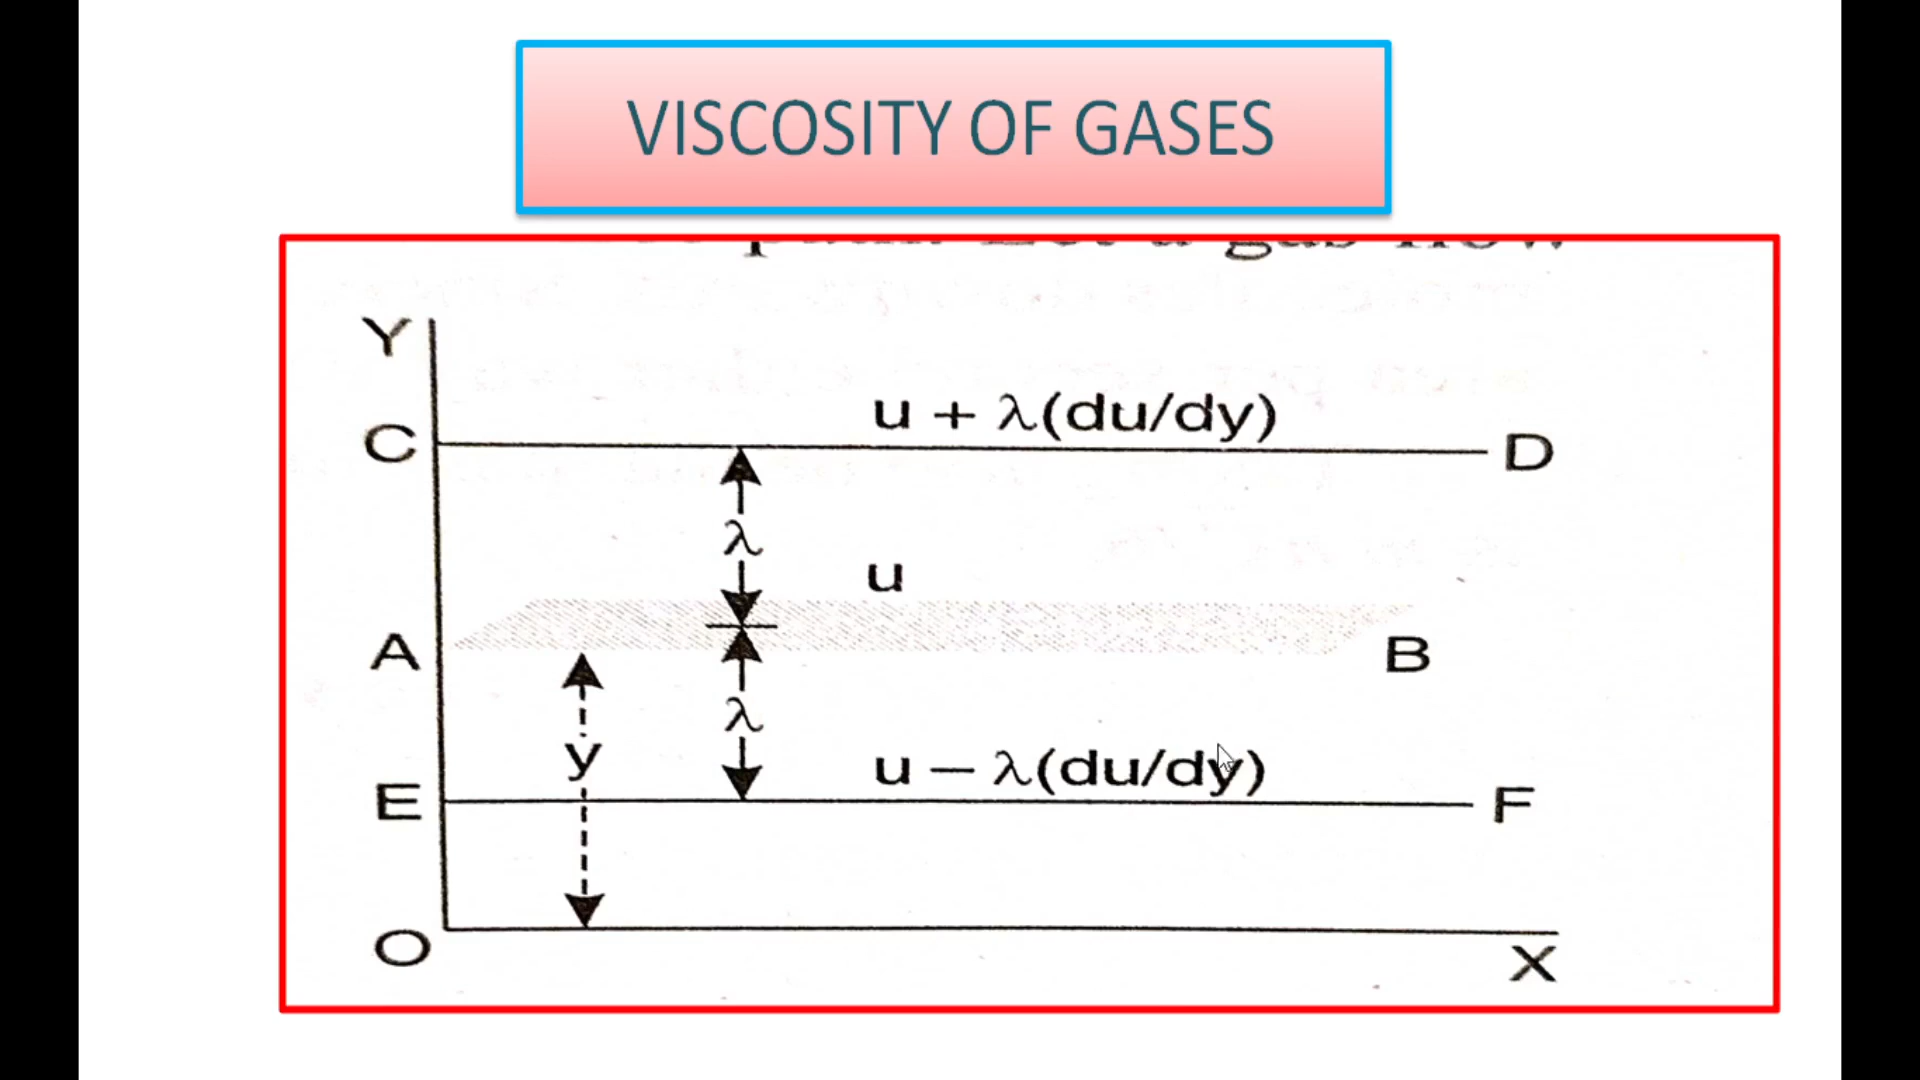 VISCOSITY OF GASES
Y
C
u + λ(du/dy)
D
λ
u
A
B
λ
y
u – λ(du/dy)
E
F
O
X